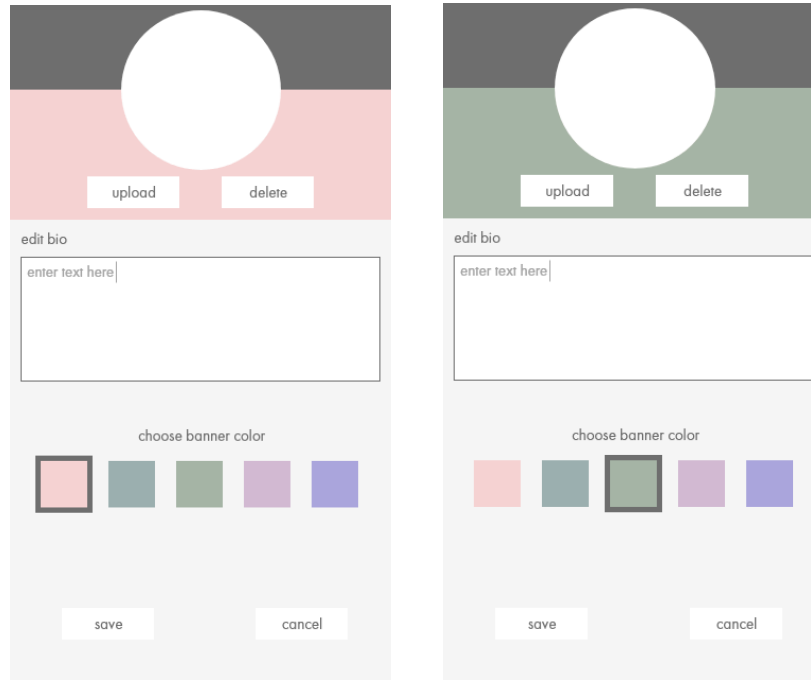 upload delete
edit bio
enter text here
choose banner color
save cancel
upload delete
edit bio
enter text here
choose banner color
save cancel